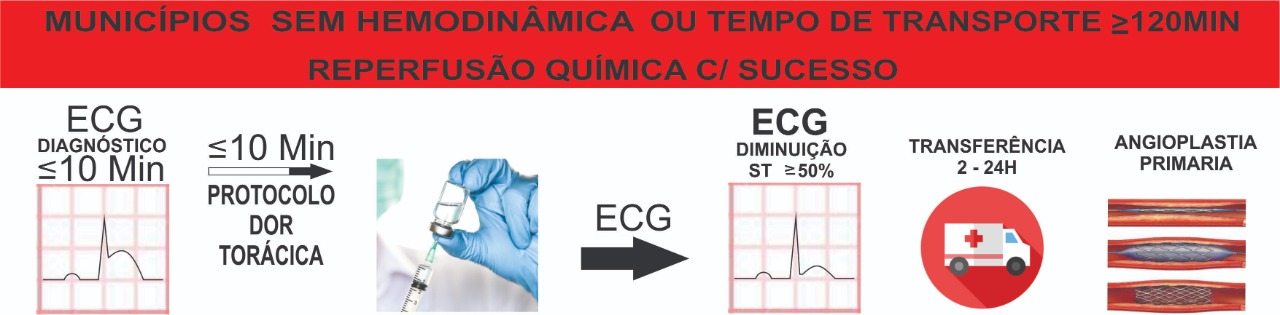 MUNICÍPIOS SEM HEMODINÂMICA OU TEMPO DE TRANSPORTE ≥120MIN
REPERFUSÃO QUÍMICA C/ SUCESSO
ECG
DIAGNÓSTICO
≤10 Min
≤10 Min
PROTOCOLO
DOR
TORÁCICA
ECG
ECG
DIMINUIÇÃO
ST ≥50%
TRANSFERÊNCIA
2 - 24H
ANGIOPLASTIA
PRIMARIA